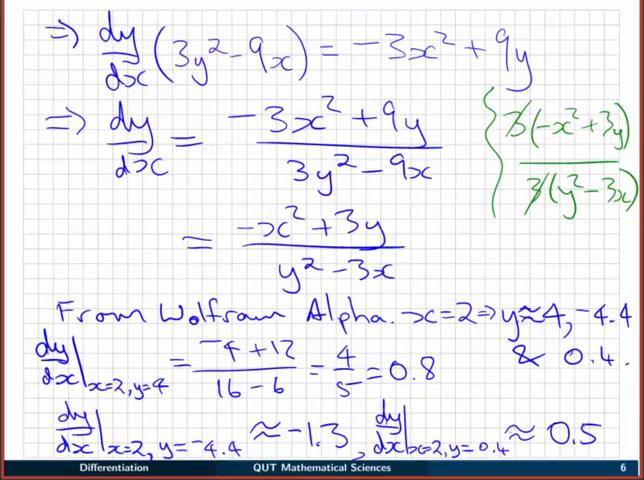 => dy/dx (3y² - 9x) = -3x² + 9y
=> dy/dx = (-3x² + 9y)/(3y² - 9x) { 3(-x² + 3y)/3(y² - 3x) }
= (-x² + 3y)/(y² - 3x)
From Wolfram Alpha. x=2 => y≈4, -4.4
& 0.4.
dy/dx|x=2, y=4 = (-4+12)/(16-6) = 4/5 = 0.8
dy/dx|x=2, y=-4.4 ≈ -1.3, dy/dx|x=2, y=0.4 ≈ 0.5
Differentiation QUT Mathematical Sciences 6